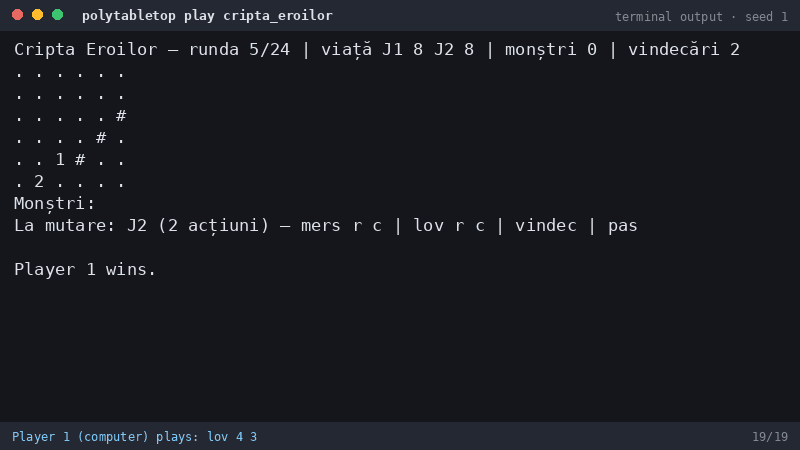 polytabletop play cripta_eroilor
terminal output · seed 1
Cripta Eroilor — runda 5/24 | viață J1 8 J2 8 | monștri 0 | vindecări 2
. . . . . .
. . . . . .
. . . . . #
. . . . # .
. . 1 # . .
. 2 . . . .
Monștri:
La mutare: J2 (2 acțiuni) — mers r c | lov r c | vindec | pas
Player 1 wins.
Player 1 (computer) plays: lov 4 3
19/19